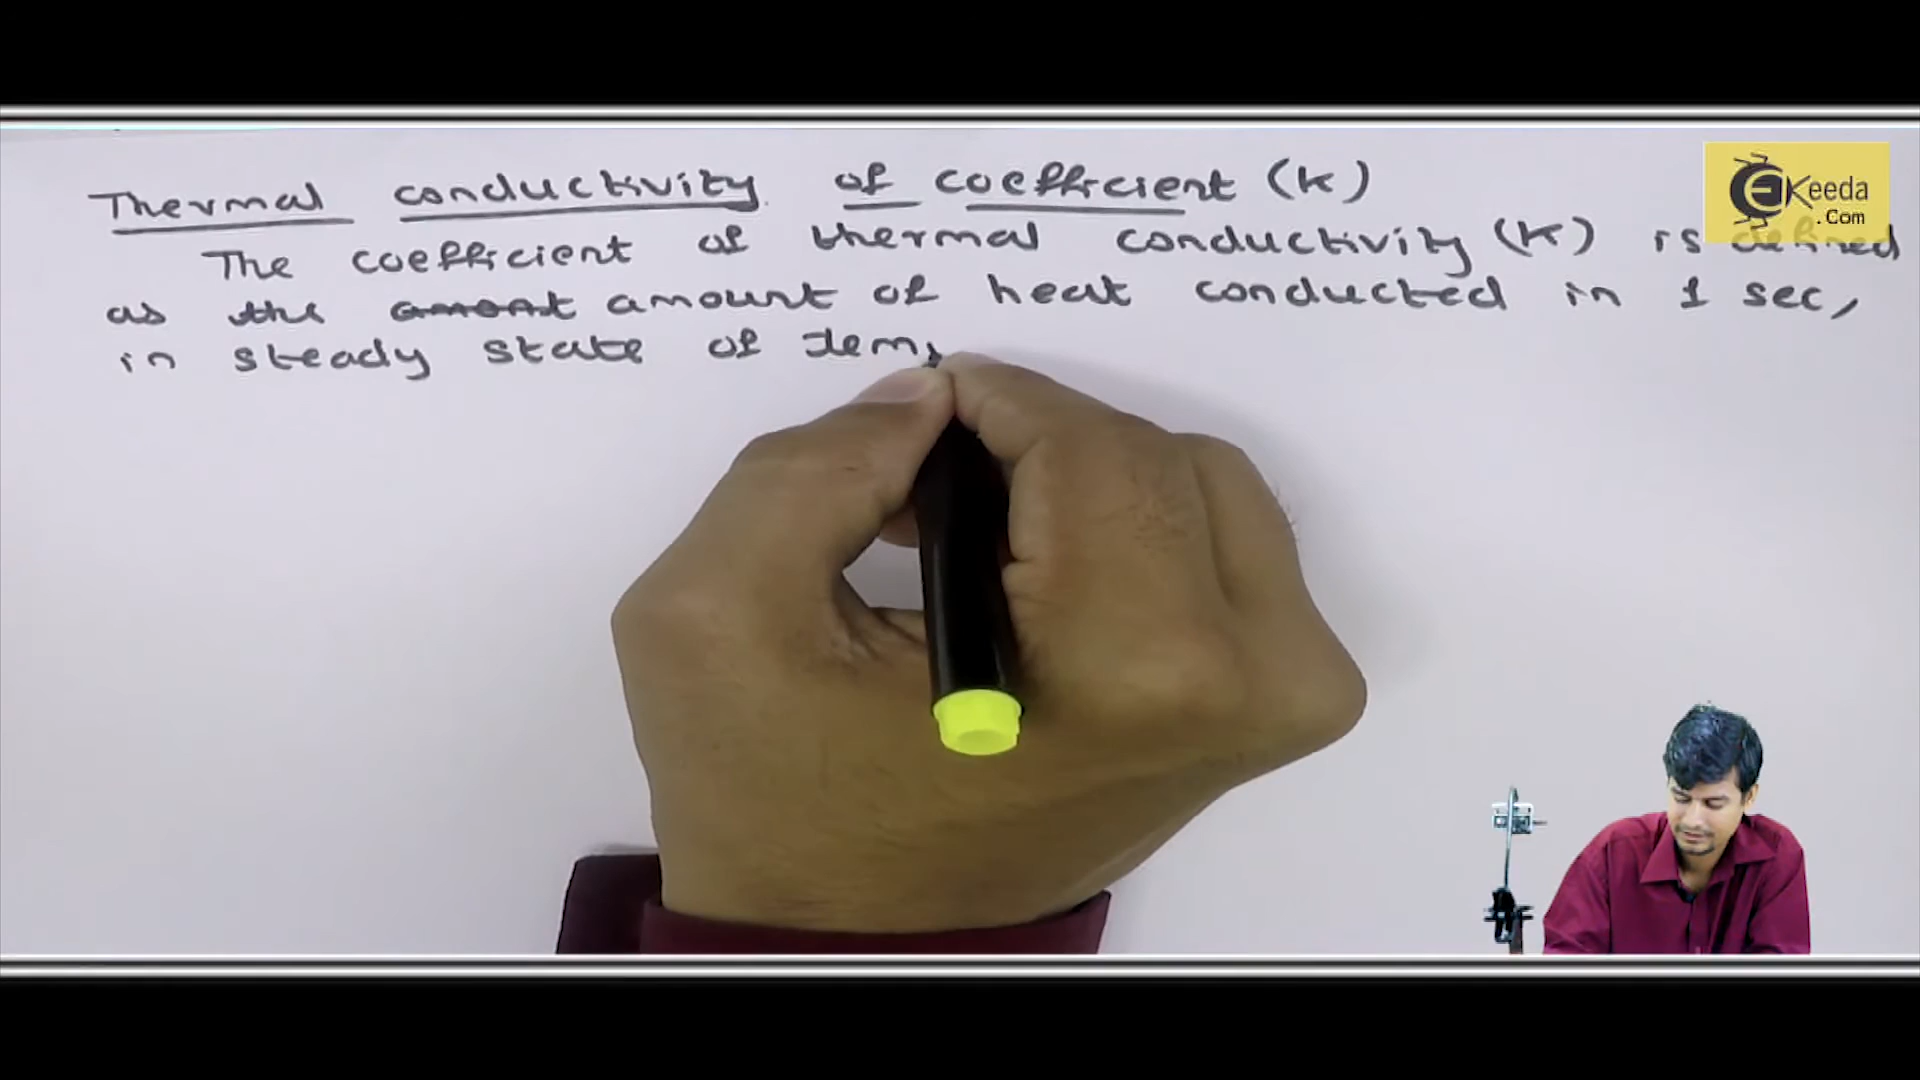 Thermal conductivity of coefficient (K)
The coefficient of thermal conductivity (K) is defined
as the amount amount of heat conducted in 1 sec,
in steady state of tem
EKeeda
.Com